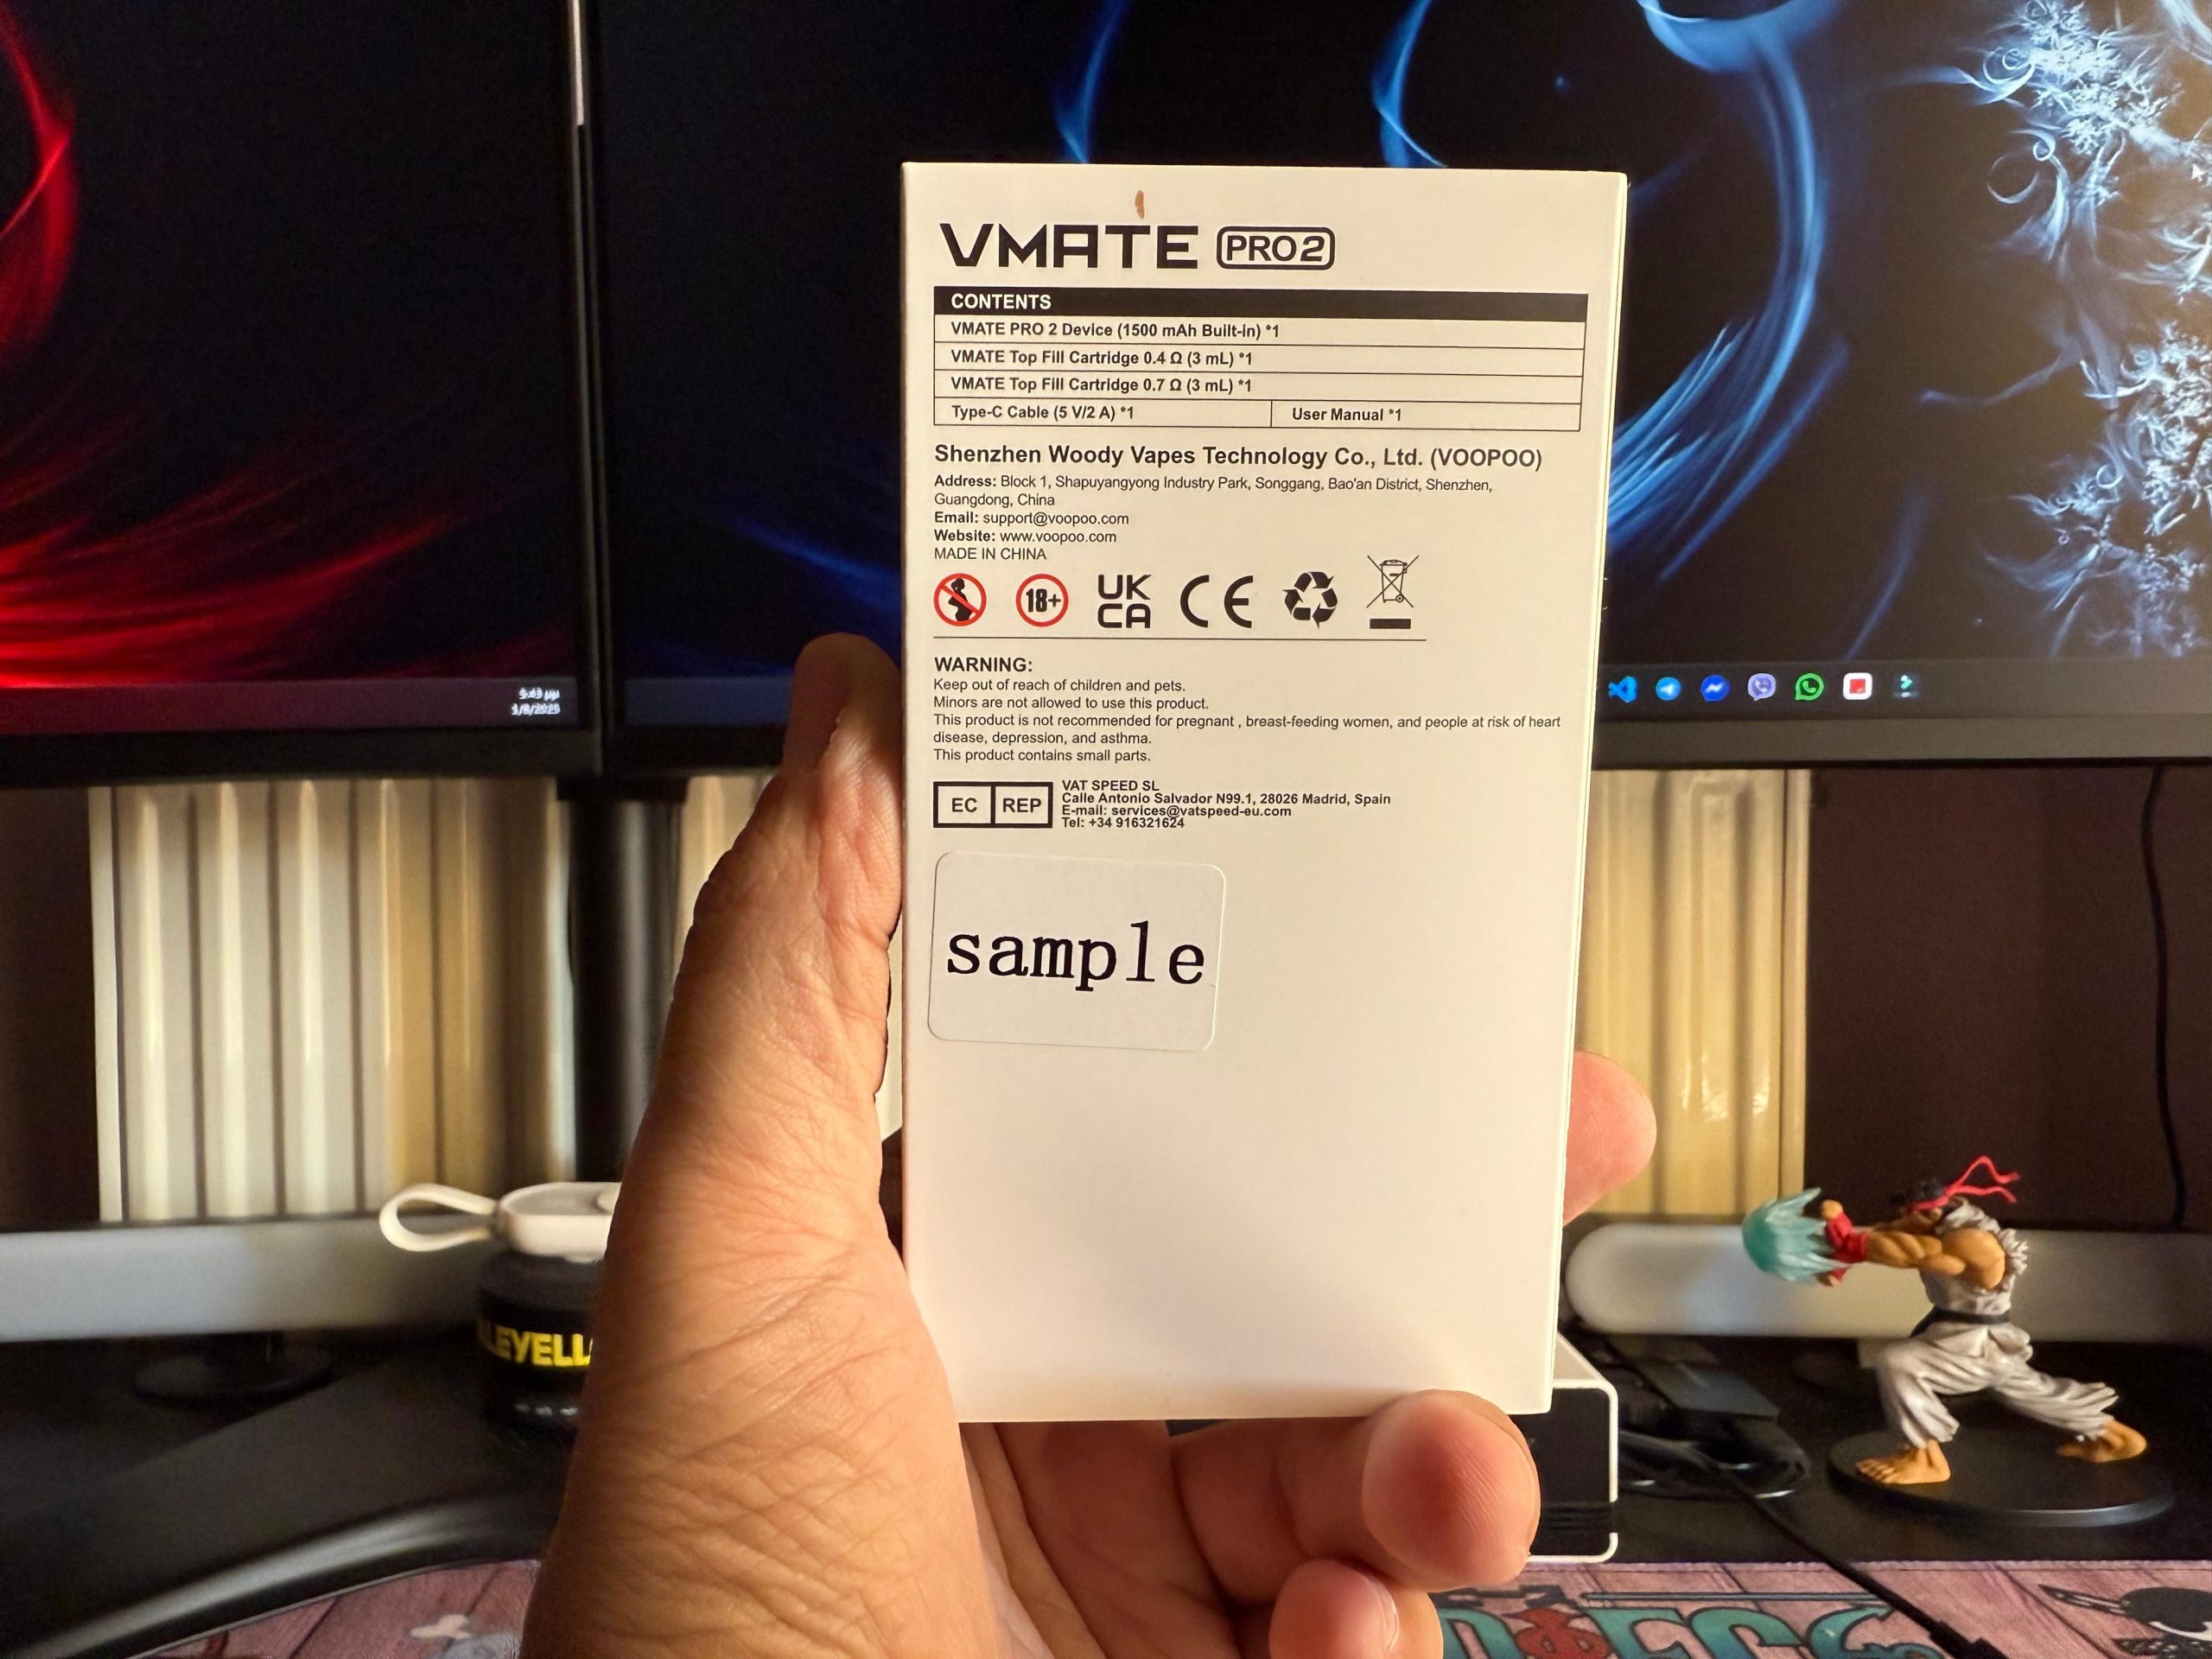 VMATE PRO 2
CONTENTS
VMATE PRO 2 Device (1500 mAh Built-in) *1
VMATE Top Fill Cartridge 0.4 Ω (3 mL) *1
VMATE Top Fill Cartridge 0.7 Ω (3 mL) *1
Type-C Cable (5 V/2 A) *1 User Manual *1
Shenzhen Woody Vapes Technology Co., Ltd. (VOOPOO)
Address: Block 1, Shapuyangyong Industry Park, Songgang, Bao'an District, Shenzhen,
Guangdong, China
Email: support@voopoo.com
Website: www.voopoo.com
MADE IN CHINA
18+
UK
CA
CE
WARNING:
Keep out of reach of children and pets.
Minors are not allowed to use this product.
This product is not recommended for pregnant , breast-feeding women, and people at risk of heart
disease, depression, and asthma.
This product contains small parts.
EC REP
VAT SPEED SL
Calle Antonio Salvador N99.1, 28026 Madrid, Spain
E-mail: services@vatspeed-eu.com
Tel: +34 916321624
sample